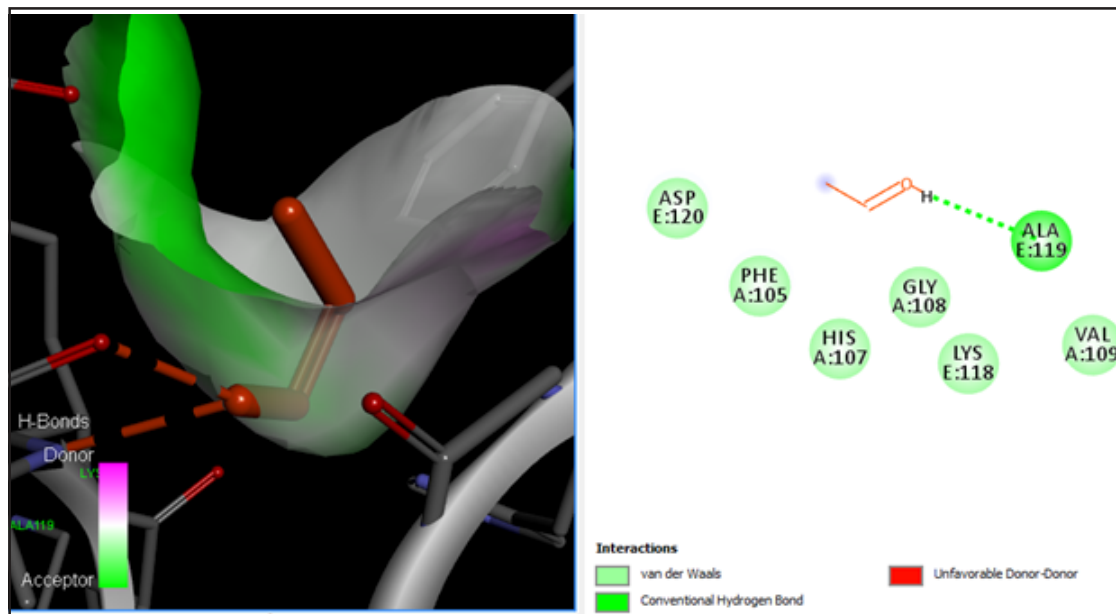 H-Bonds
Donor
LYS
ALA119
Acceptor
ASP
E:120
PHE
A:105
HIS
A:107
GLY
A:108
LYS
E:118
ALA
E:119
VAL
A:109
O
H
Interactions
van der Waals
Conventional Hydrogen Bond
Unfavorable Donor-Donor